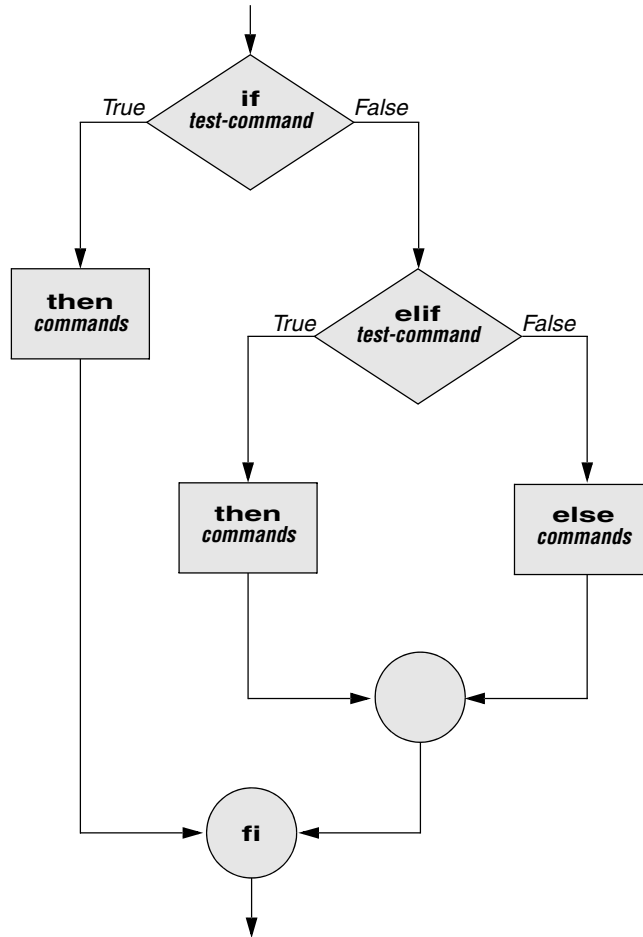 if
test-command
True
False
then
commands
elif
test-command
True
False
then
commands
else
commands
fi